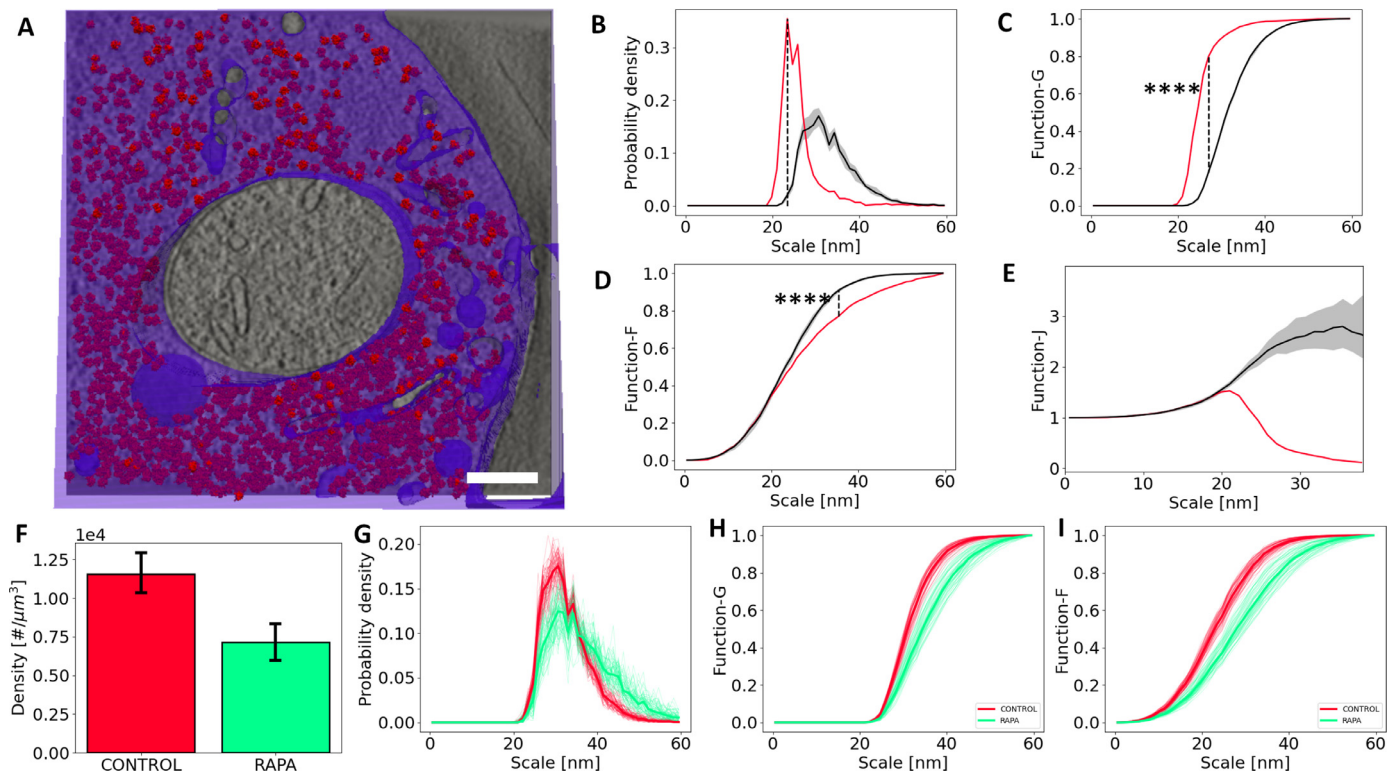 A
B
Probability density
0.3
0.2
0.1
0.0
0
20
40
60
Scale [nm]
C
Function-G
1.0
0.8
0.6
0.4
0.2
0.0
****
0
20
40
60
Scale [nm]
D
Function-F
1.0
0.8
0.6
0.4
0.2
0.0
****
0
20
40
60
Scale [nm]
E
Function-J
3
2
1
0
0
10
20
30
Scale [nm]
F
1e4
Density [#/μm³]
1.25
1.00
0.75
0.50
0.25
0.00
CONTROL
RAPA
G
Probability density
0.20
0.15
0.10
0.05
0.00
0
20
40
60
Scale [nm]
H
Function-G
1.0
0.8
0.6
0.4
0.2
0.0
CONTROL
RAPA
0
20
40
60
Scale [nm]
I
Function-F
1.0
0.8
0.6
0.4
0.2
0.0
CONTROL
RAPA
0
20
40
60
Scale [nm]